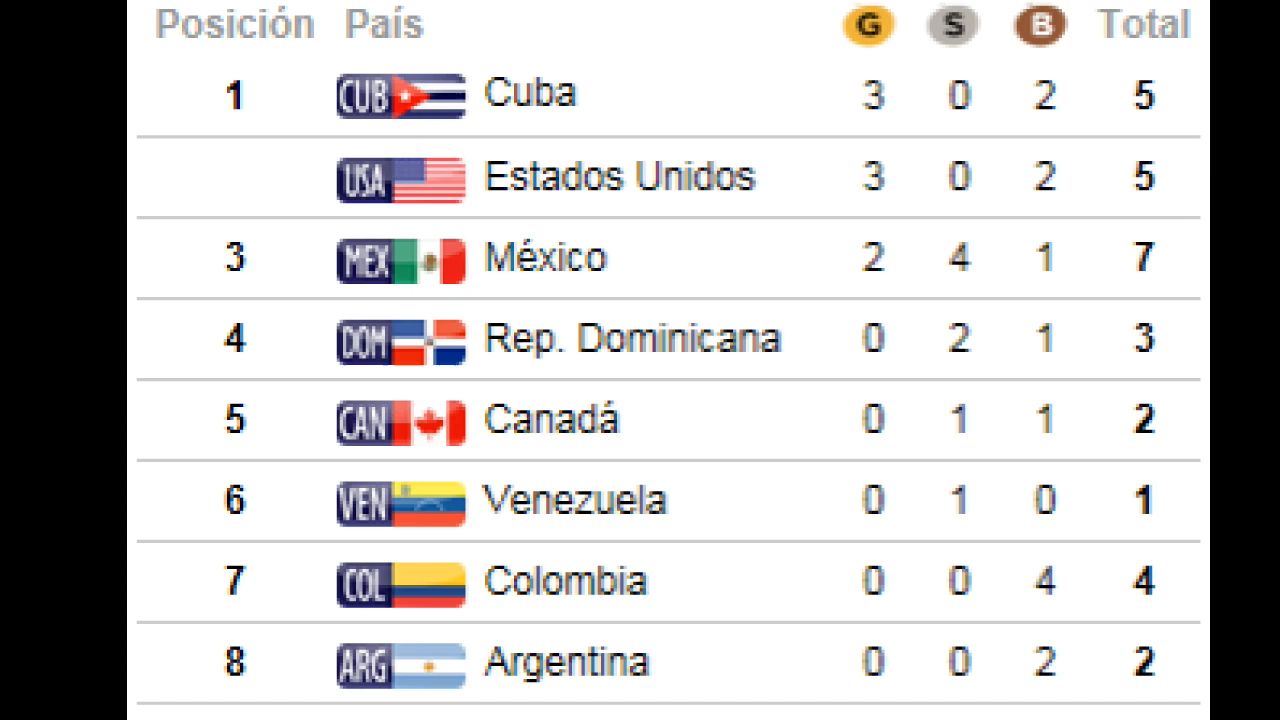 Posición País G S B Total
1 CUB Cuba 3 0 2 5
USA Estados Unidos 3 0 2 5
3 MEX México 2 4 1 7
4 DOM Rep. Dominicana 0 2 1 3
5 CAN Canadá 0 1 1 2
6 VEN Venezuela 0 1 0 1
7 COL Colombia 0 0 4 4
8 ARG Argentina 0 0 2 2